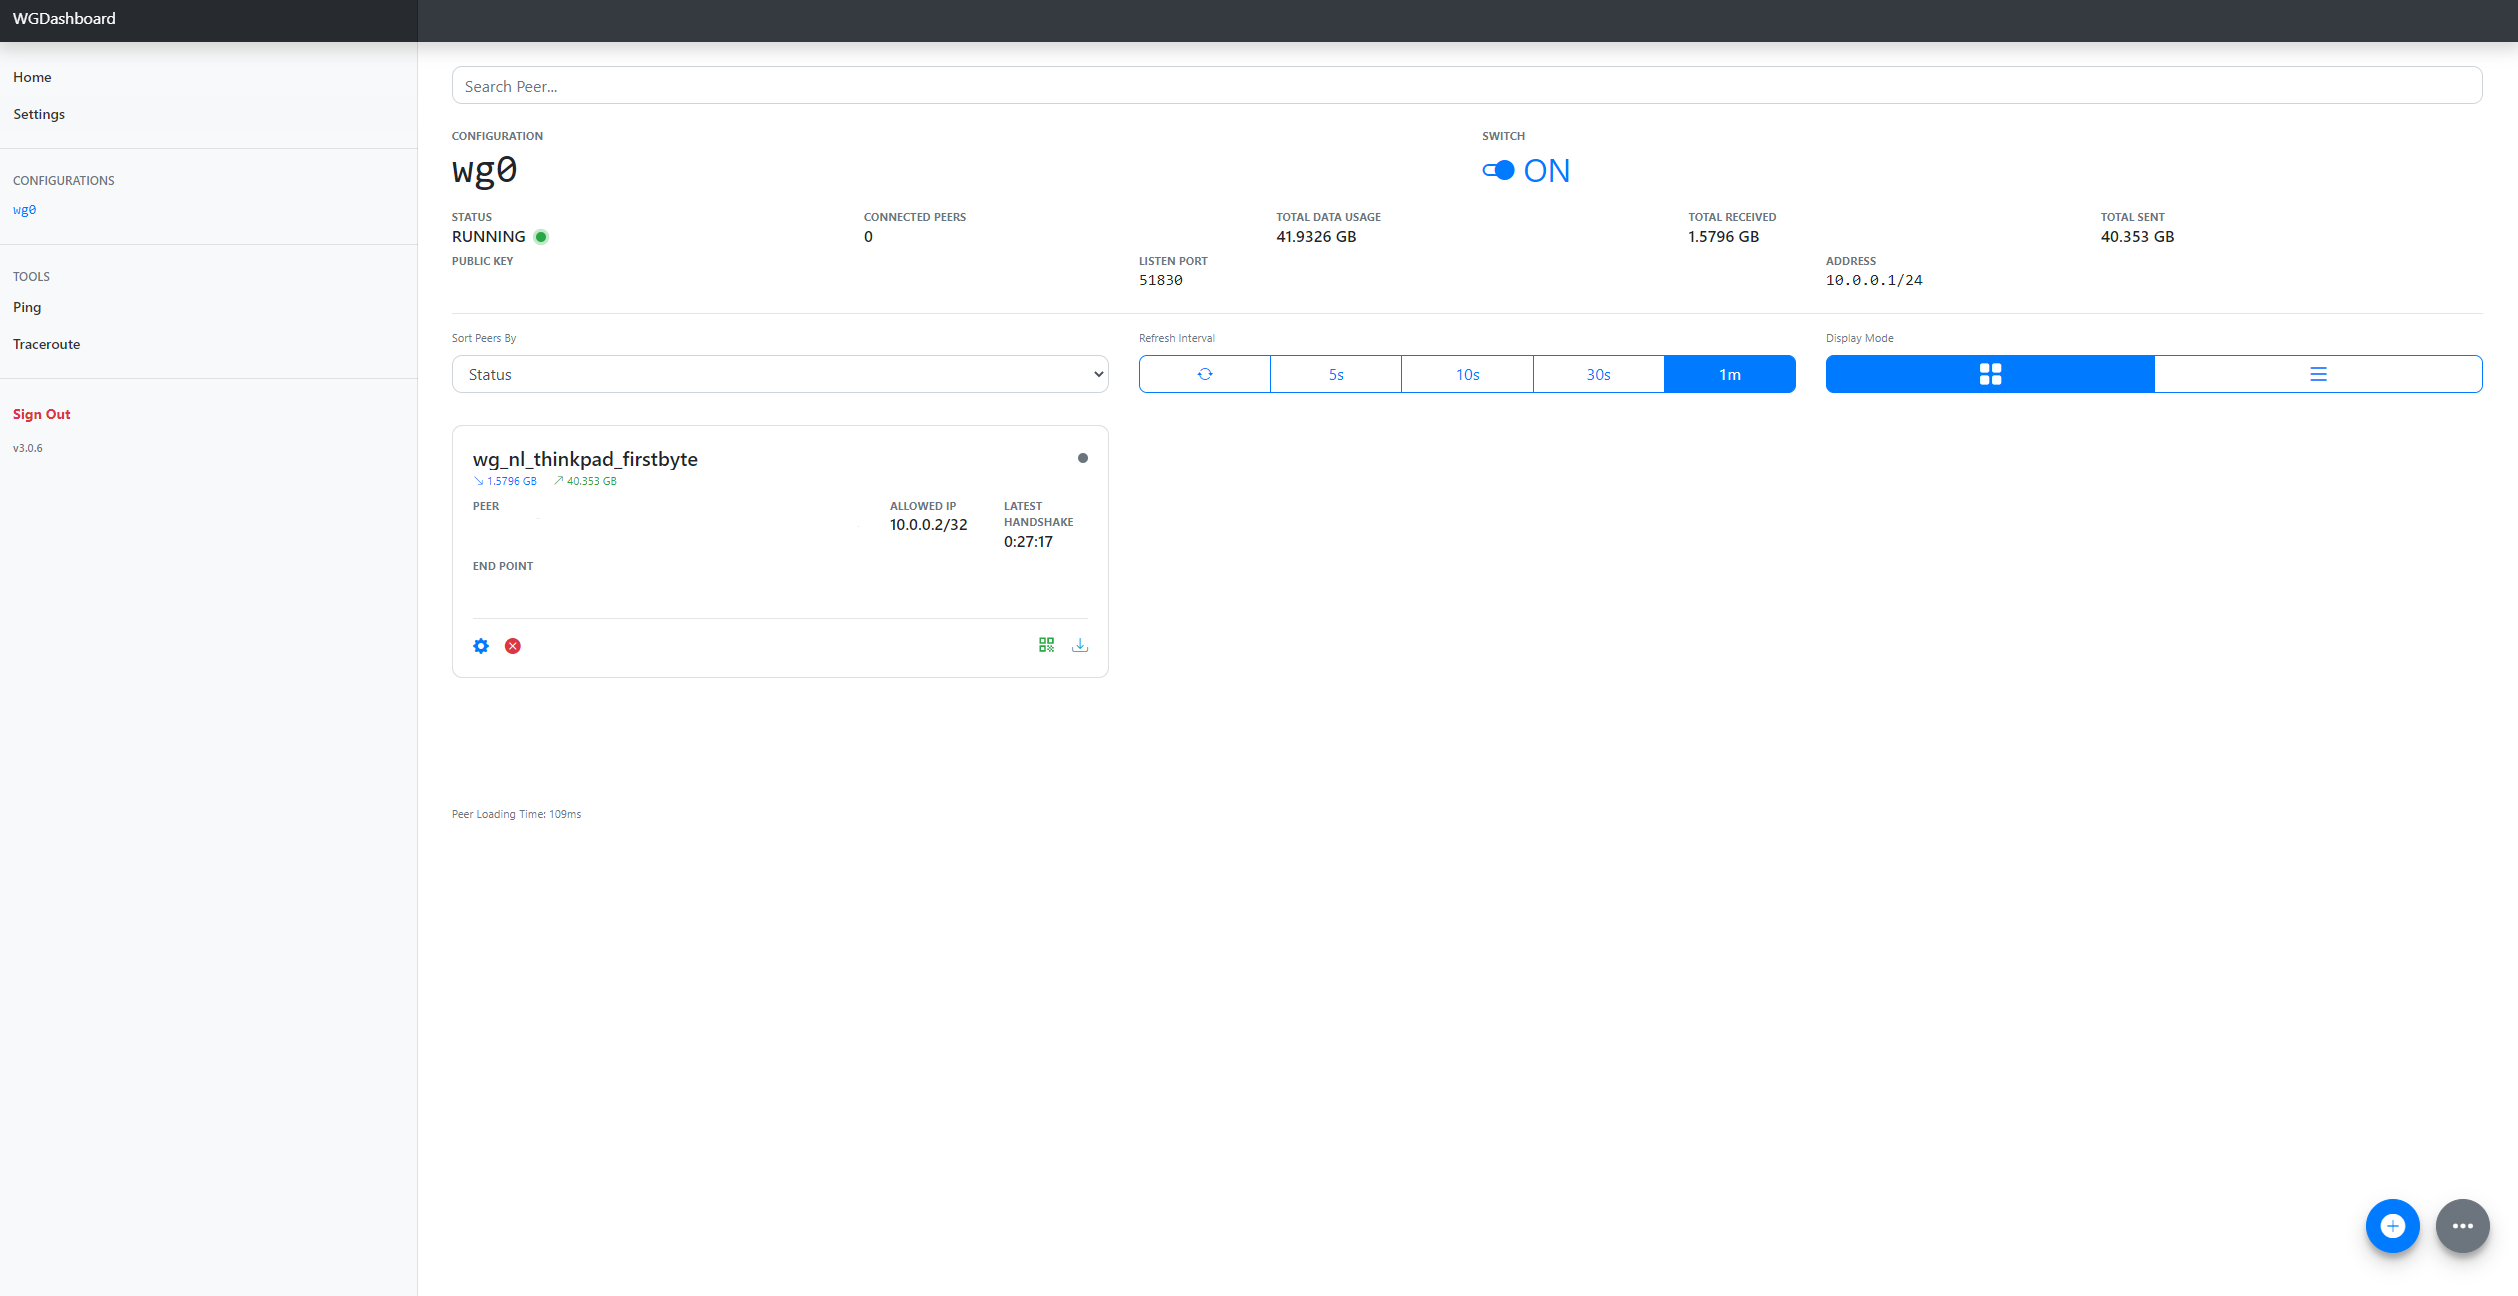 WGDashboard
Home
Settings
CONFIGURATIONS
wg0
TOOLS
Ping
Traceroute
Sign Out
v3.0.6
Search Peer...
CONFIGURATION
wg0
SWITCH
ON
STATUS
RUNNING
CONNECTED PEERS
0
TOTAL DATA USAGE
41.9326 GB
TOTAL RECEIVED
1.5796 GB
TOTAL SENT
40.353 GB
PUBLIC KEY
LISTEN PORT
51830
ADDRESS
10.0.0.1/24
Sort Peers By
Status
Refresh Interval
5s
10s
30s
1m
Display Mode
wg_nl_thinkpad_firstbyte
1.5796 GB
40.353 GB
PEER
ALLOWED IP
10.0.0.2/32
LATEST
HANDSHAKE
0:27:17
END POINT
Peer Loading Time: 109ms